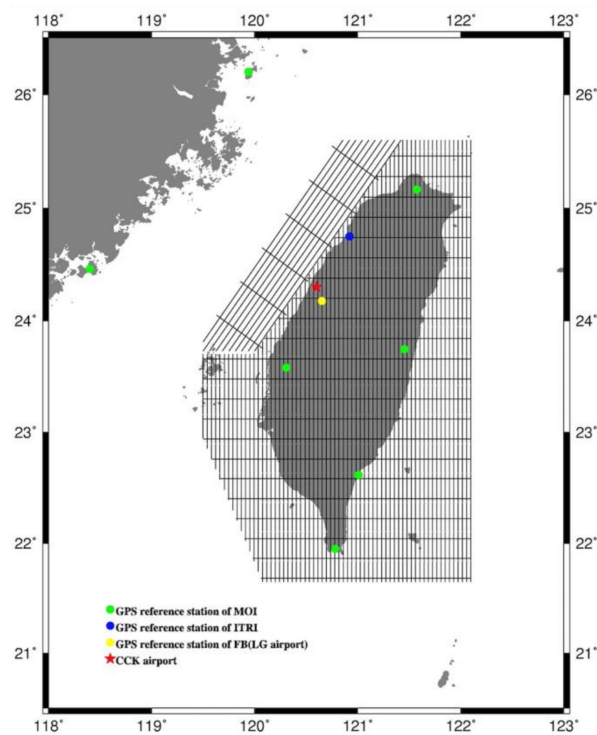 118° 119° 120° 121° 122° 123°
26° 26°
25° 25°
24° 24°
23° 23°
22° 22°
GPS reference station of MOI
GPS reference station of ITRI
GPS reference station of FB(LG airport)
CCK airport
21° 21°
118° 119° 120° 121° 122° 123°